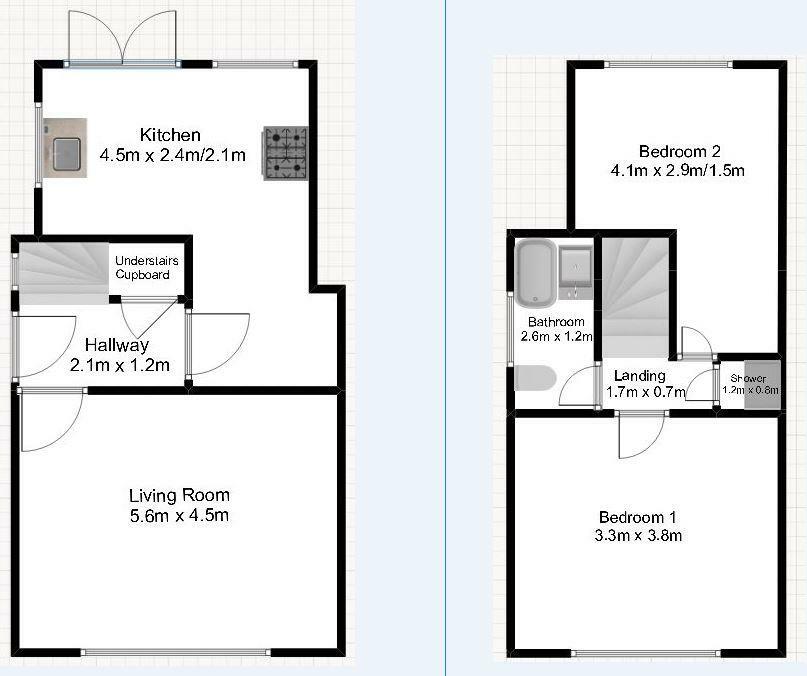 Kitchen
4.5m x 2.4m/2.1m
Understairs
Cupboard
Hallway
2.1m x 1.2m
Living Room
5.6m x 4.5m
Bedroom 2
4.1m x 2.9m/1.5m
Bathroom
2.6m x 1.2m
Landing
1.7m x 0.7m
Shower
1.2m x 0.8m
Bedroom 1
3.3m x 3.8m